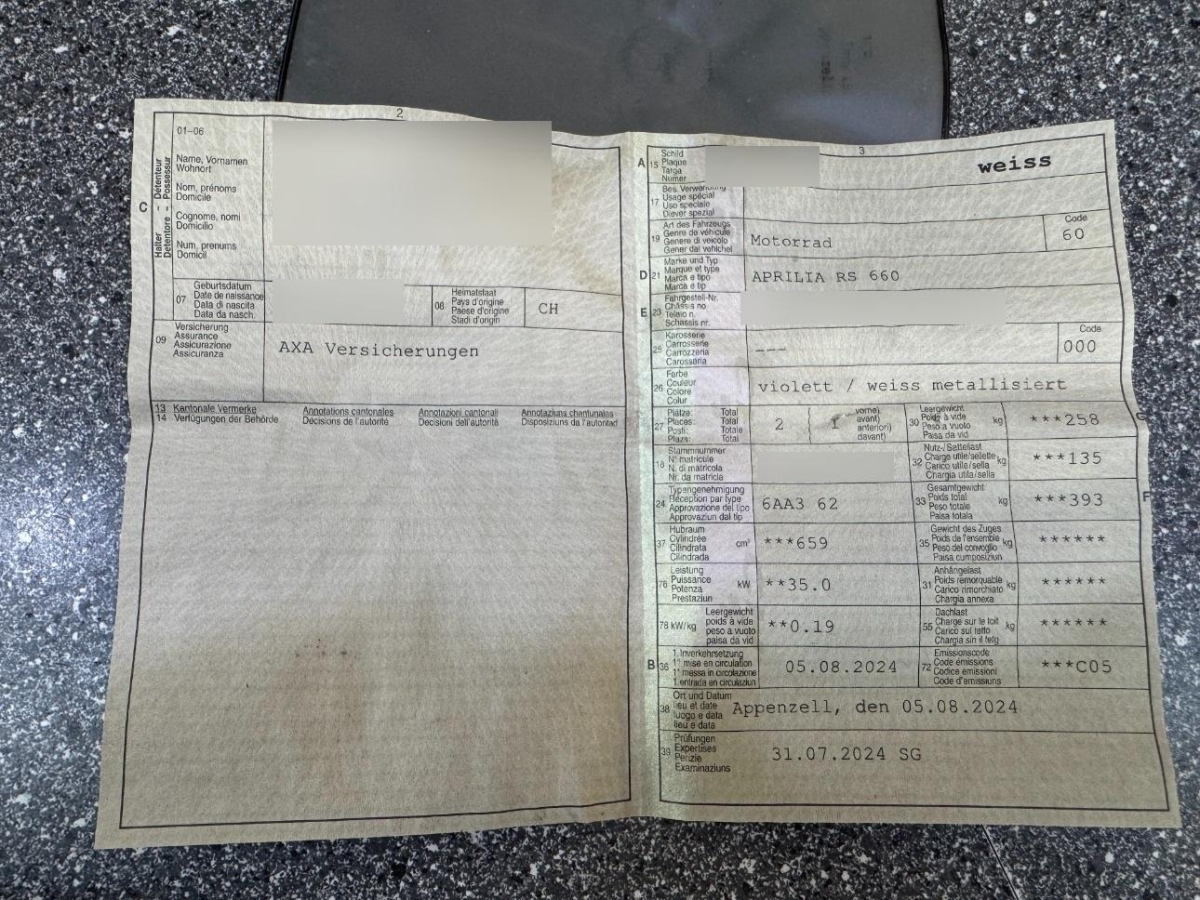 2
01-06
Name, Vornamen
Wohnort
Nom, prénoms
Domicile
Cognome, nomi
Domicilio
Num, prenums
Domicil
C
Halter - Détenteur
Detentore - Possessur
07
Geburtsdatum
Date de naissance
Data di nascita
Data da nasch.
08
Heimatstaat
Pays d'origine
Paese d'origine
Stadi d'origin
CH
09
Versicherung
Assurance
Assicurazione
Assicuranza
AXA Versicherungen
13 Kantonale Vermerke
14 Verfügungen der Behörde
Annotations cantonales
Décisions de l'autorité
Annotazioni cantonali
Decisioni dell'autorità
Annotaziuns chantunalas
Disposiziuns da l'autoritad
3
A 15
Schild
Plaque
Targa
Numer
weiss
17
Bes. Verwendung
Usage spécial
Uso speciale
Diever spezial
19
Art des Fahrzeugs
Genre de véhicule
Genere di veicolo
Gener dal vehichel
Motorrad
Code
60
D 21
Marke und Typ
Marque et type
Marca e tipo
Marca e tip
APRILIA RS 660
E 23
Fahrgestell-Nr.
Châssis no
Telaio n.
Schassis nr.
25
Karosserie
Carrosserie
Carrozzeria
Carossaria
---
Code
000
26
Farbe
Couleur
Colore
Colur
violett / weiss metallisiert
27
Plätze: Total
Places: Total
Posti: Totale
Plazs: Total
2
( 1
vorne)
avant)
anteriori)
davant)
30
Leergewicht
Poids à vide
Peso a vuoto
Paisa da vid
kg
***258
G
18
Stammnummer
N° matricule
N. di matricola
Nr. da matricla
32
Nutz-/Sattellast
Charge utile/sellette
Carico utile/sella
Chargia utila/sella
kg
***135
24
Typengenehmigung
Réception par type
Approvazione del tipo
Approvaziun dal tip
6AA3 62
33
Gesamtgewicht
Poids total
Peso totale
Paisa totala
kg
***393
F
37
Hubraum
Cylindrée
Cilindrata
Cilindrada
cm³
***659
35
Gewicht des Zuges
Poids de l'ensemble
Peso del convoglio
Paisa cumposiziun
kg
******
76
Leistung
Puissance
Potenza
Prestaziun
kW
**35.0
31
Anhängelast
Poids remorquable
Carico rimorchiato
Chargia annexa
kg
******
78 kW/kg
Leergewicht
poids à vide
peso à vuoto
paisa da vid
**0.19
55
Dachlast
Charge sur le toit
Carico sul tetto
Chargia sin il tetg
kg
******
B 36
1. Inverkehrsetzung
1re mise en circulation
1a messa in circolazione
1. entrada en circulaziun
05.08.2024
72
Emissionscode
Code émissions
Codice emissioni
Code d'emissiuns
***C05
38
Ort und Datum
lieu et date
luogo e data
lieu e data
Appenzell, den 05.08.2024
39
Prüfungen
Expertises
Perizie
Examinaziuns
31.07.2024 SG